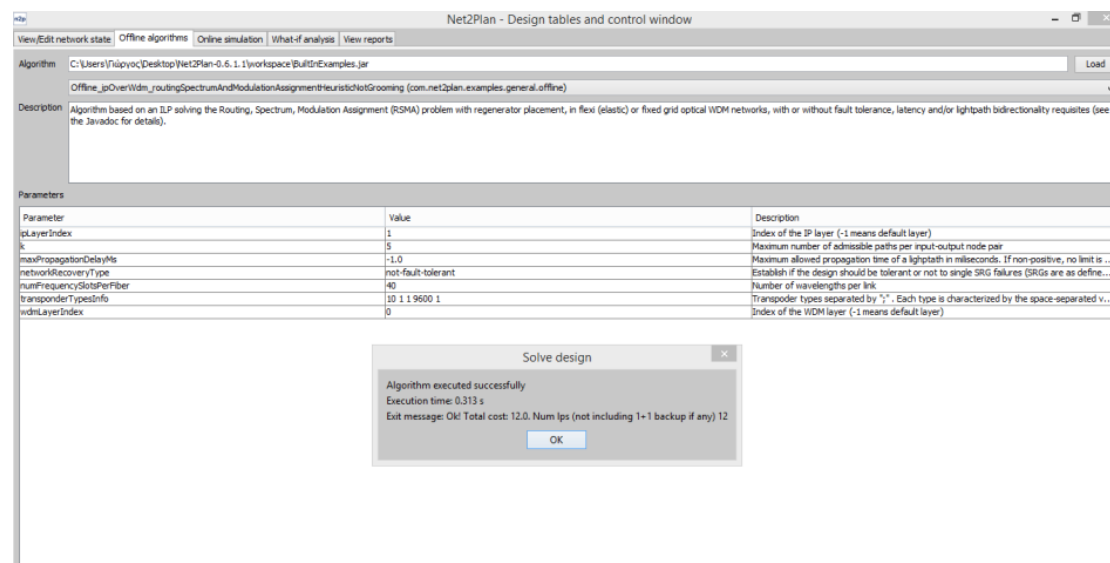 n2p Net2Plan - Design tables and control window
View/Edit network state Offline algorithms Online simulation What-if analysis View reports
Algorithm C:\Users\Γιώργος\Desktop\Net2Plan-0.6.1.1\workspace\BuiltInExamples.jar Load
Offline_ipOverWdm_routingSpectrumAndModulationAssignmentHeuristicNotGrooming (com.net2plan.examples.general.offline)
Description Algorithm based on an ILP solving the Routing, Spectrum, Modulation Assignment (RSMA) problem with regenerator placement, in flexi (elastic) or fixed grid optical WDM networks, with or without fault tolerance, latency and/or lightpath bidirectionality requisites (see
the Javadoc for details).
Parameters
Parameter Value Description
ipLayerIndex 1 Index of the IP layer (-1 means default layer)
k 5 Maximum number of admissible paths per input-output node pair
maxPropagationDelayMs -1.0 Maximum allowed propagation time of a lighptath in miliseconds. If non-positive, no limit is ...
networkRecoveryType not-fault-tolerant Establish if the design should be tolerant or not to single SRG failures (SRGs are as define...
numFrequencySlotsPerFiber 40 Number of wavelengths per link
transponderTypesInfo 10 1 1 9600 1 Transpoder types separated by ";" . Each type is characterized by the space-separated v...
wdmLayerIndex 0 Index of the WDM layer (-1 means default layer)
Solve design
Algorithm executed successfully
Execution time: 0.313 s
Exit message: Ok! Total cost: 12.0. Num lps (not including 1+1 backup if any) 12
OK